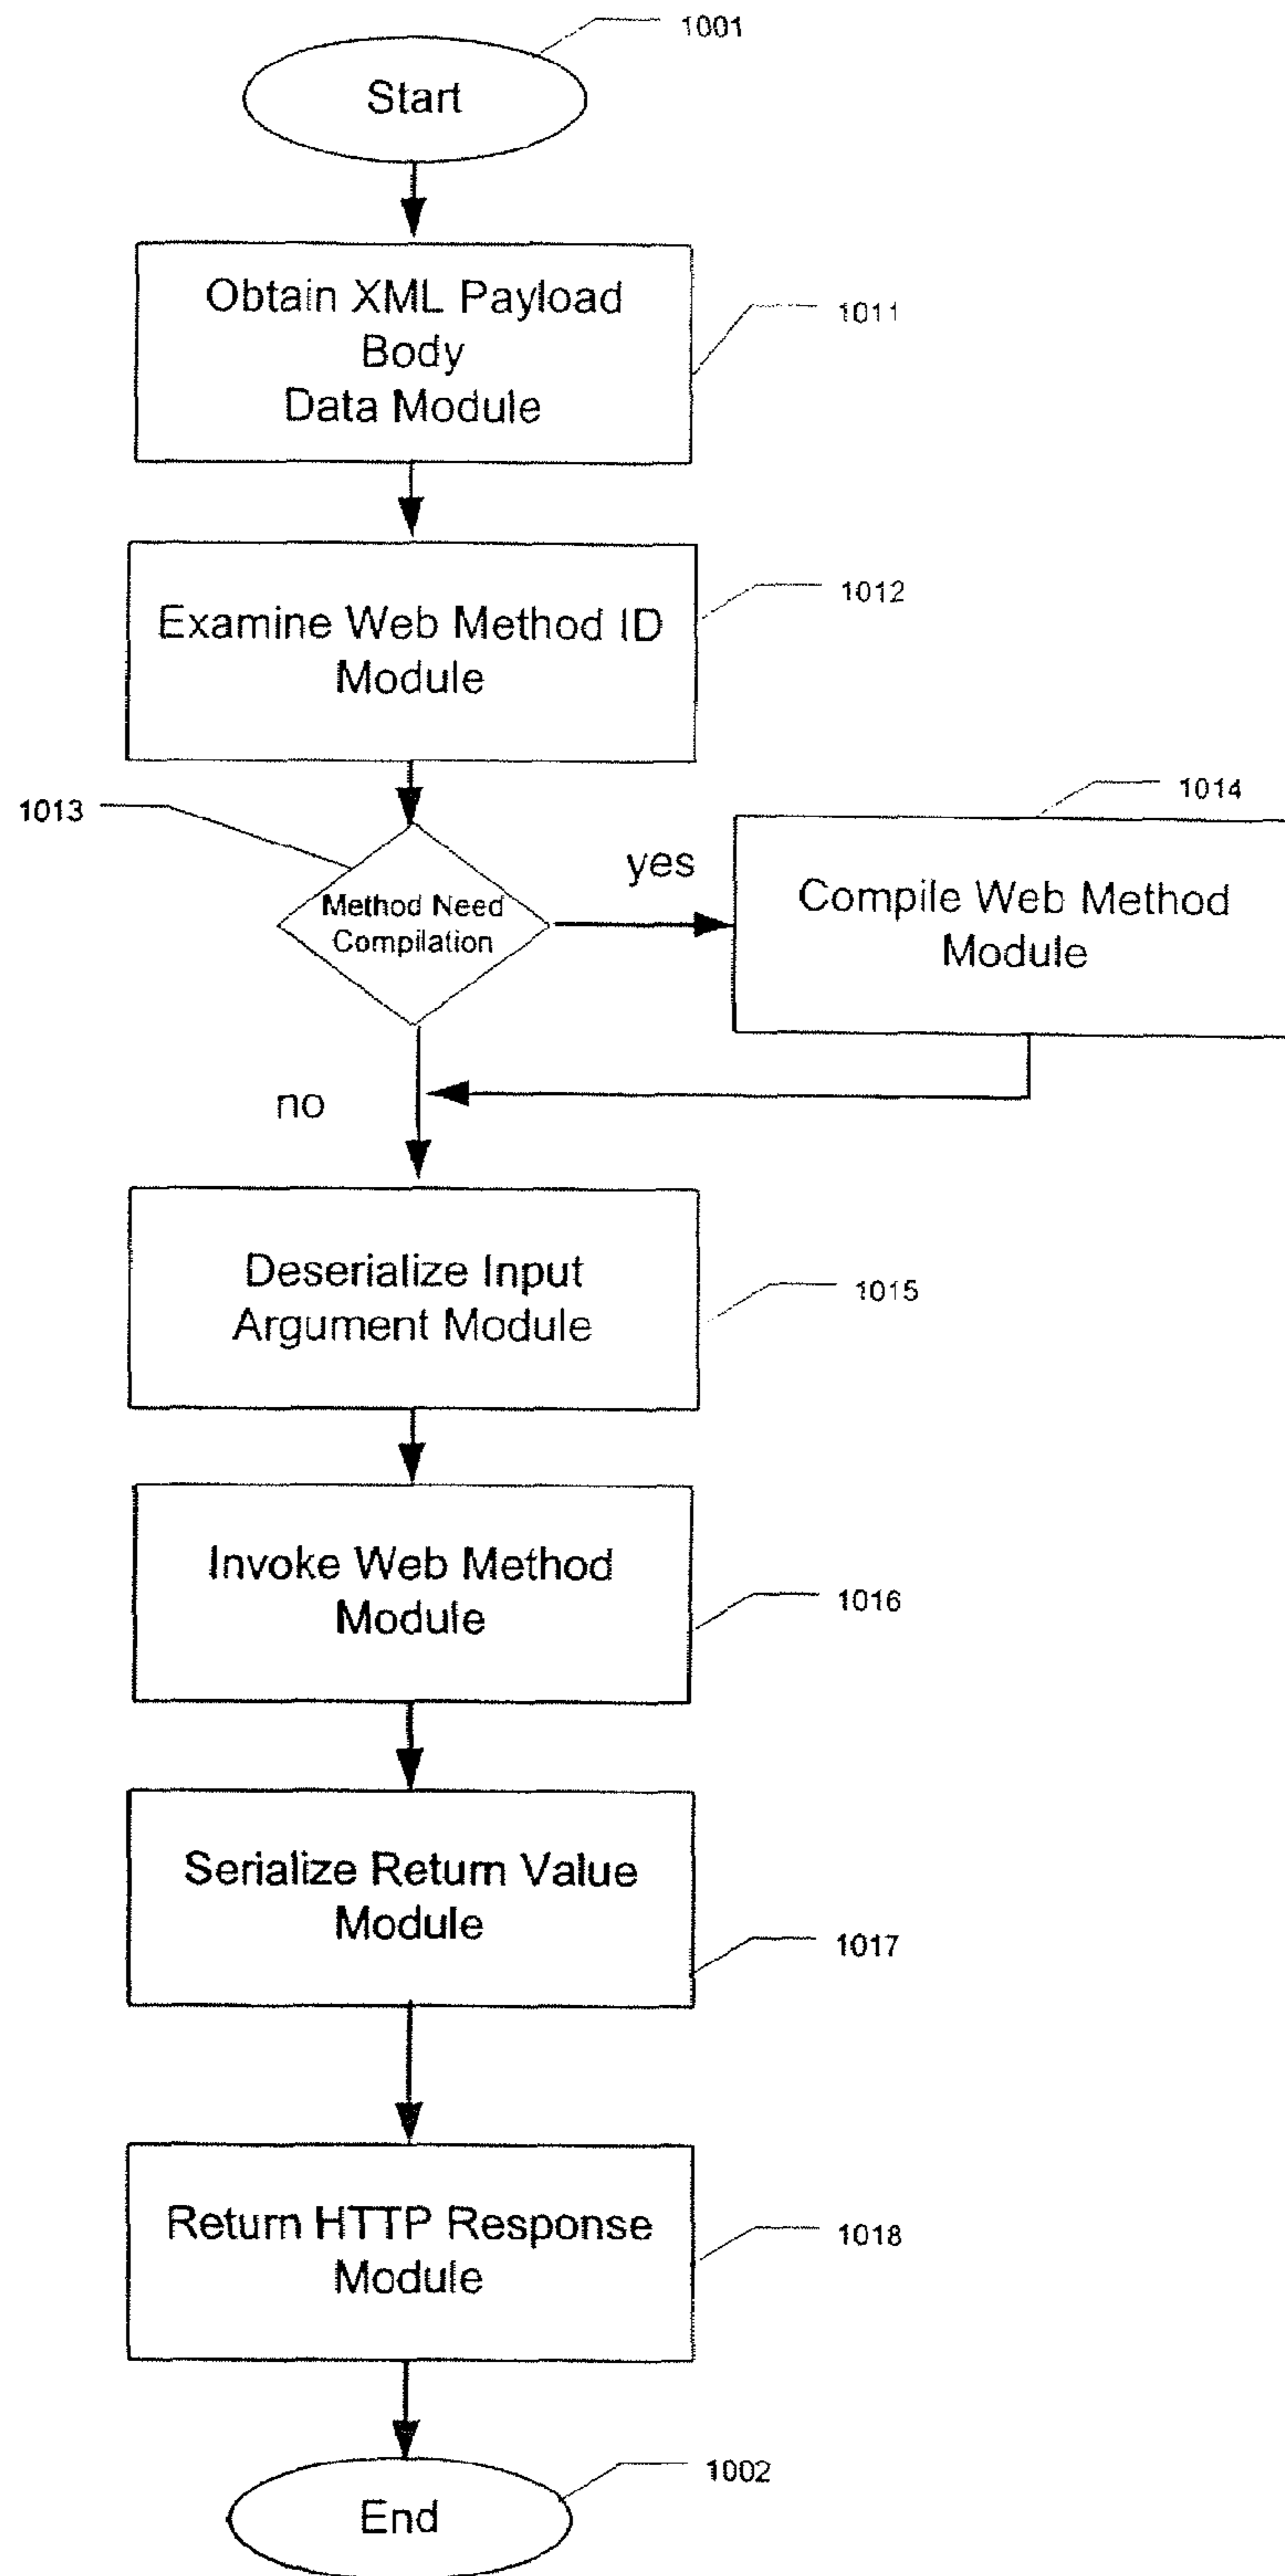 1001
Start
Obtain XML Payload
Body
Data Module
1011
Examine Web Method ID
Module
1012
1013
Method Need
Compilation
yes
1014
Compile Web Method
Module
no
Deserialize Input
Argument Module
1015
Invoke Web Method
Module
1016
Serialize Return Value
Module
1017
Return HTTP Response
Module
1018
1002
End